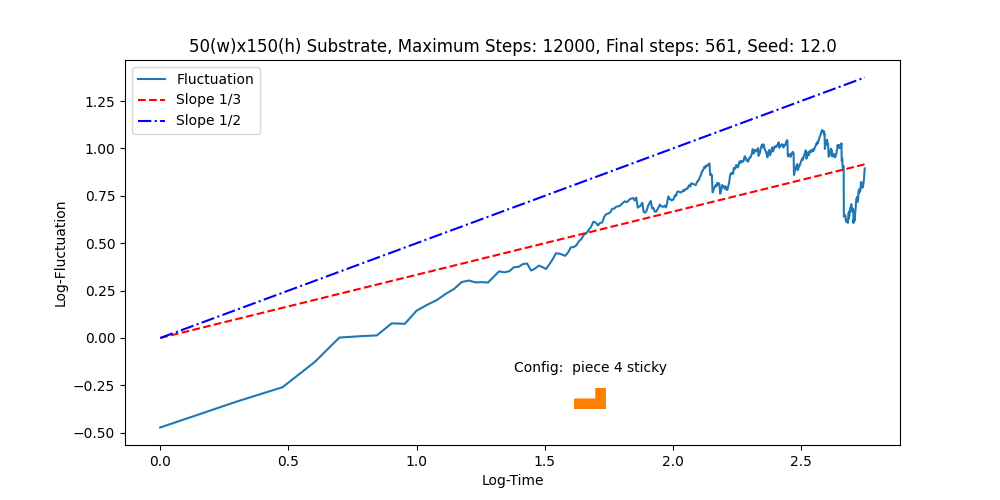 50(w)x150(h) Substrate, Maximum Steps: 12000, Final steps: 561, Seed: 12.0
Fluctuation
Slope 1/3
Slope 1/2
1.25
1.00
0.75
0.50
0.25
0.00
−0.25
−0.50
Log-Fluctuation
Config:  piece 4 sticky
0.0 0.5 1.0 1.5 2.0 2.5
Log-Time